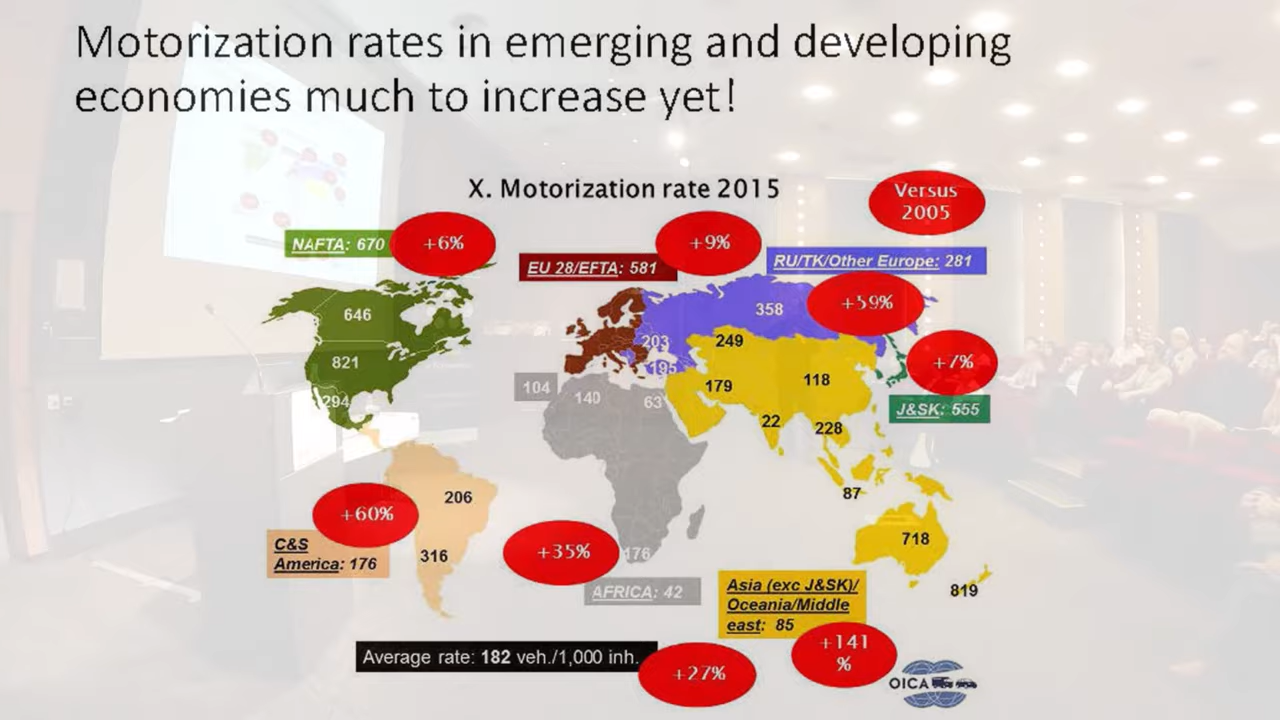 Motorization rates in emerging and developing
economies much to increase yet!
X. Motorization rate 2015
Versus
2005
NAFTA: 670
+6%
EU 28/EFTA: 581
+9%
RU/TK/Other Europe: 281
+59%
646
821
294
358
203
195
249
179
118
22
228
87
+7%
J&SK: 555
104
140
63
206
316
+60%
C&S
America: 176
+35%
176
AFRICA: 42
718
819
Asia (exc J&SK)/
Oceania/Middle
east: 85
+141
%
Average rate: 182 veh./1,000 inh.
+27%
OICA